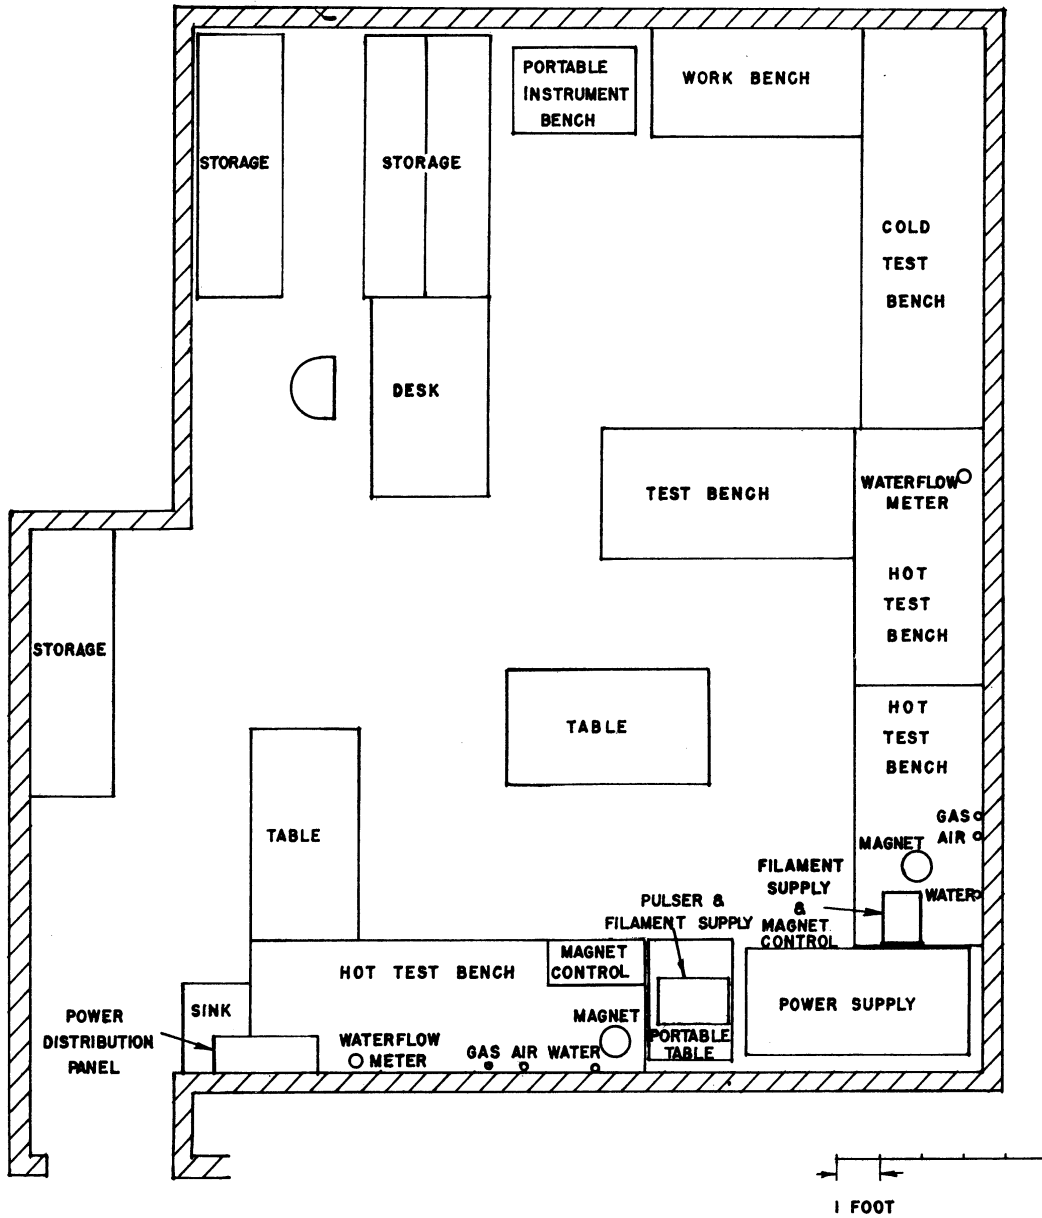 PORTABLE
INSTRUMENT
BENCH
WORK BENCH
STORAGE
STORAGE
COLD
TEST
BENCH
DESK
TEST BENCH
WATERFLOW
METER
HOT
TEST
BENCH
STORAGE
HOT
TEST
BENCH
TABLE
TABLE
GAS
AIR
MAGNET
WATER
FILAMENT
SUPPLY
&
MAGNET
CONTROL
PULSER &
FILAMENT SUPPLY
HOT TEST BENCH
MAGNET
CONTROL
POWER SUPPLY
SINK
POWER
DISTRIBUTION
PANEL
MAGNET
WATERFLOW
METER
GAS AIR WATER
PORTABLE
TABLE
1 FOOT